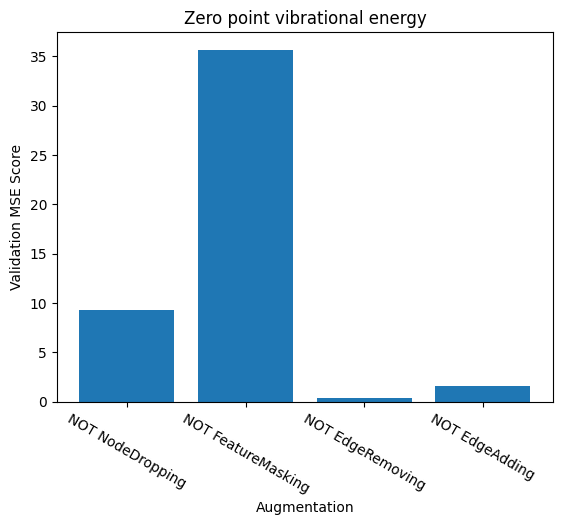 Zero point vibrational energy
Validation MSE Score
35
30
25
20
15
10
5
0
NOT NodeDropping
NOT FeatureMasking
NOT EdgeRemoving
NOT EdgeAdding
Augmentation